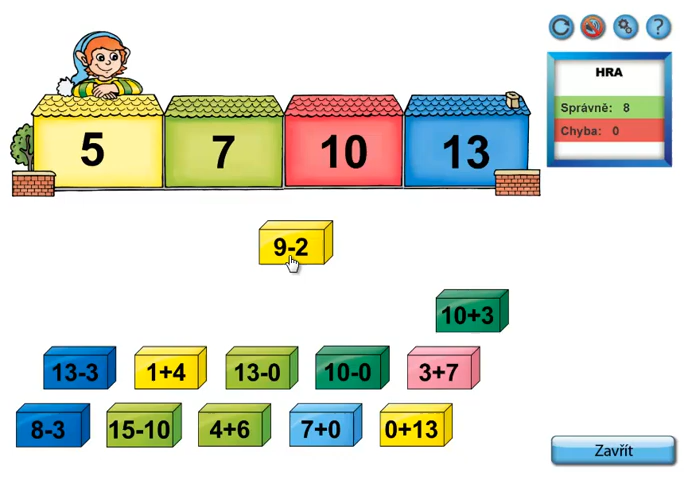 HRA
Správně: 8
Chyba: 0
5 7 10 13
9-2
10+3
13-3 1+4 13-0 10-0 3+7
8-3 15-10 4+6 7+0 0+13
Zavřít
?